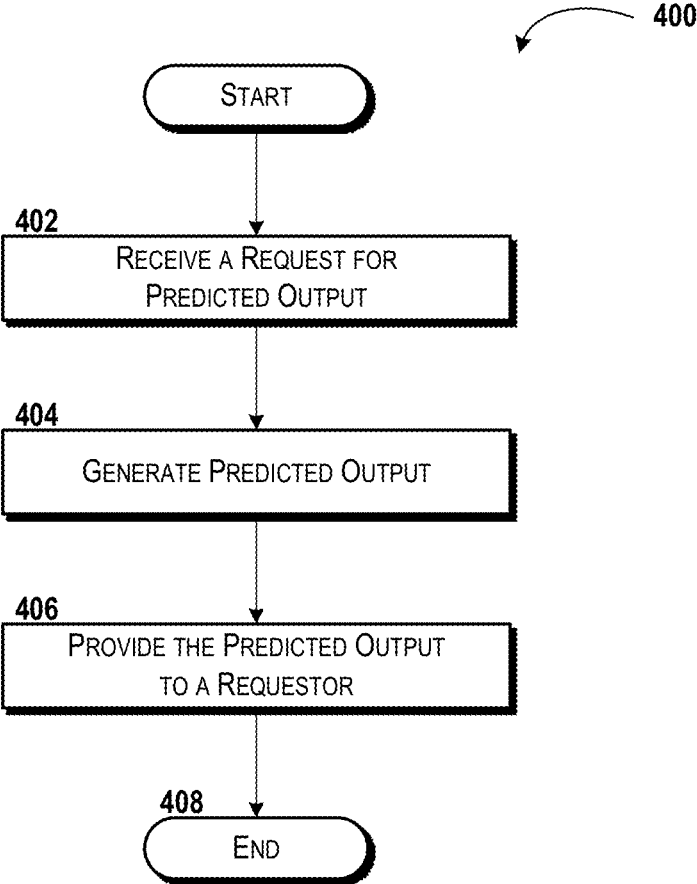 400
START
402
RECEIVE A REQUEST FOR
PREDICTED OUTPUT
404
GENERATE PREDICTED OUTPUT
406
PROVIDE THE PREDICTED OUTPUT
TO A REQUESTOR
408
END